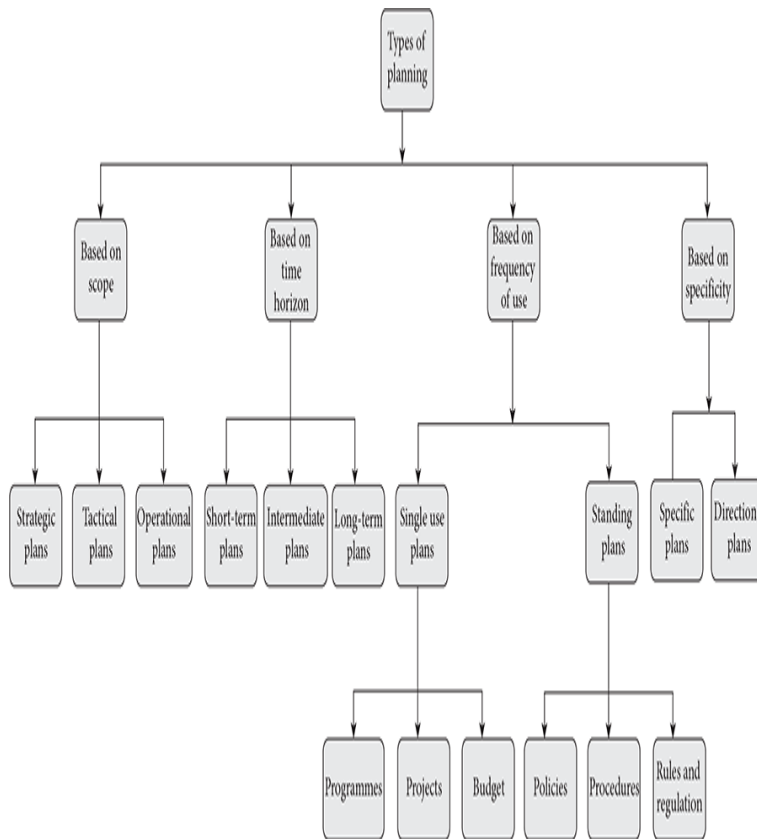 Types of
planning
Based on
scope
Based on
time
horizon
Based on
frequency
of use
Based on
specificity
Strategic
plans
Tactical
plans
Operational
plans
Short-term
plans
Intermediate
plans
Long-term
plans
Single use
plans
Standing
plans
Specific
plans
Direction
plans
Programmes
Projects
Budget
Policies
Procedures
Rules and
regulation